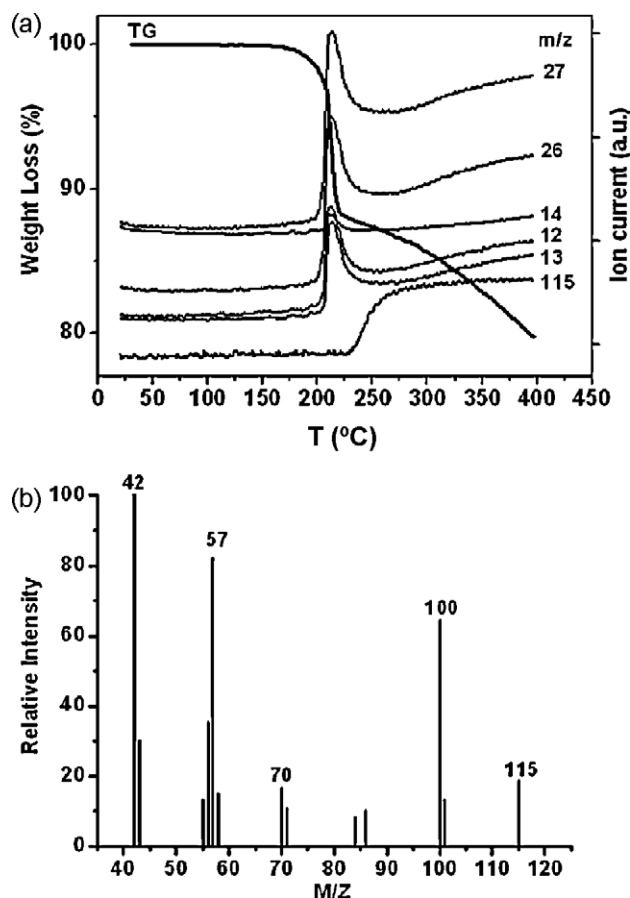 (a)
TG
m/z
100
27
26
90
14
12
13
115
80
Weight Loss (%)
Ion current (a.u.)
0 50 100 150 200 250 300 350 400 450
T (ºC)
(b)
100
42
57
80
100
60
40
70
115
20
0
Relative Intensity
40 50 60 70 80 90 100 110 120
M/Z